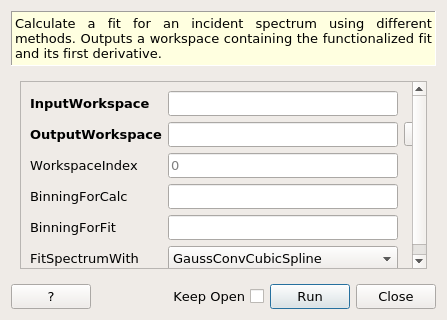 Calculate a fit for an incident spectrum using different
methods. Outputs a workspace containing the functionalized fit
and its first derivative.
InputWorkspace
OutputWorkspace
WorkspaceIndex 0
BinningForCalc
BinningForFit
FitSpectrumWith GaussConvCubicSpline
? Keep Open Run Close